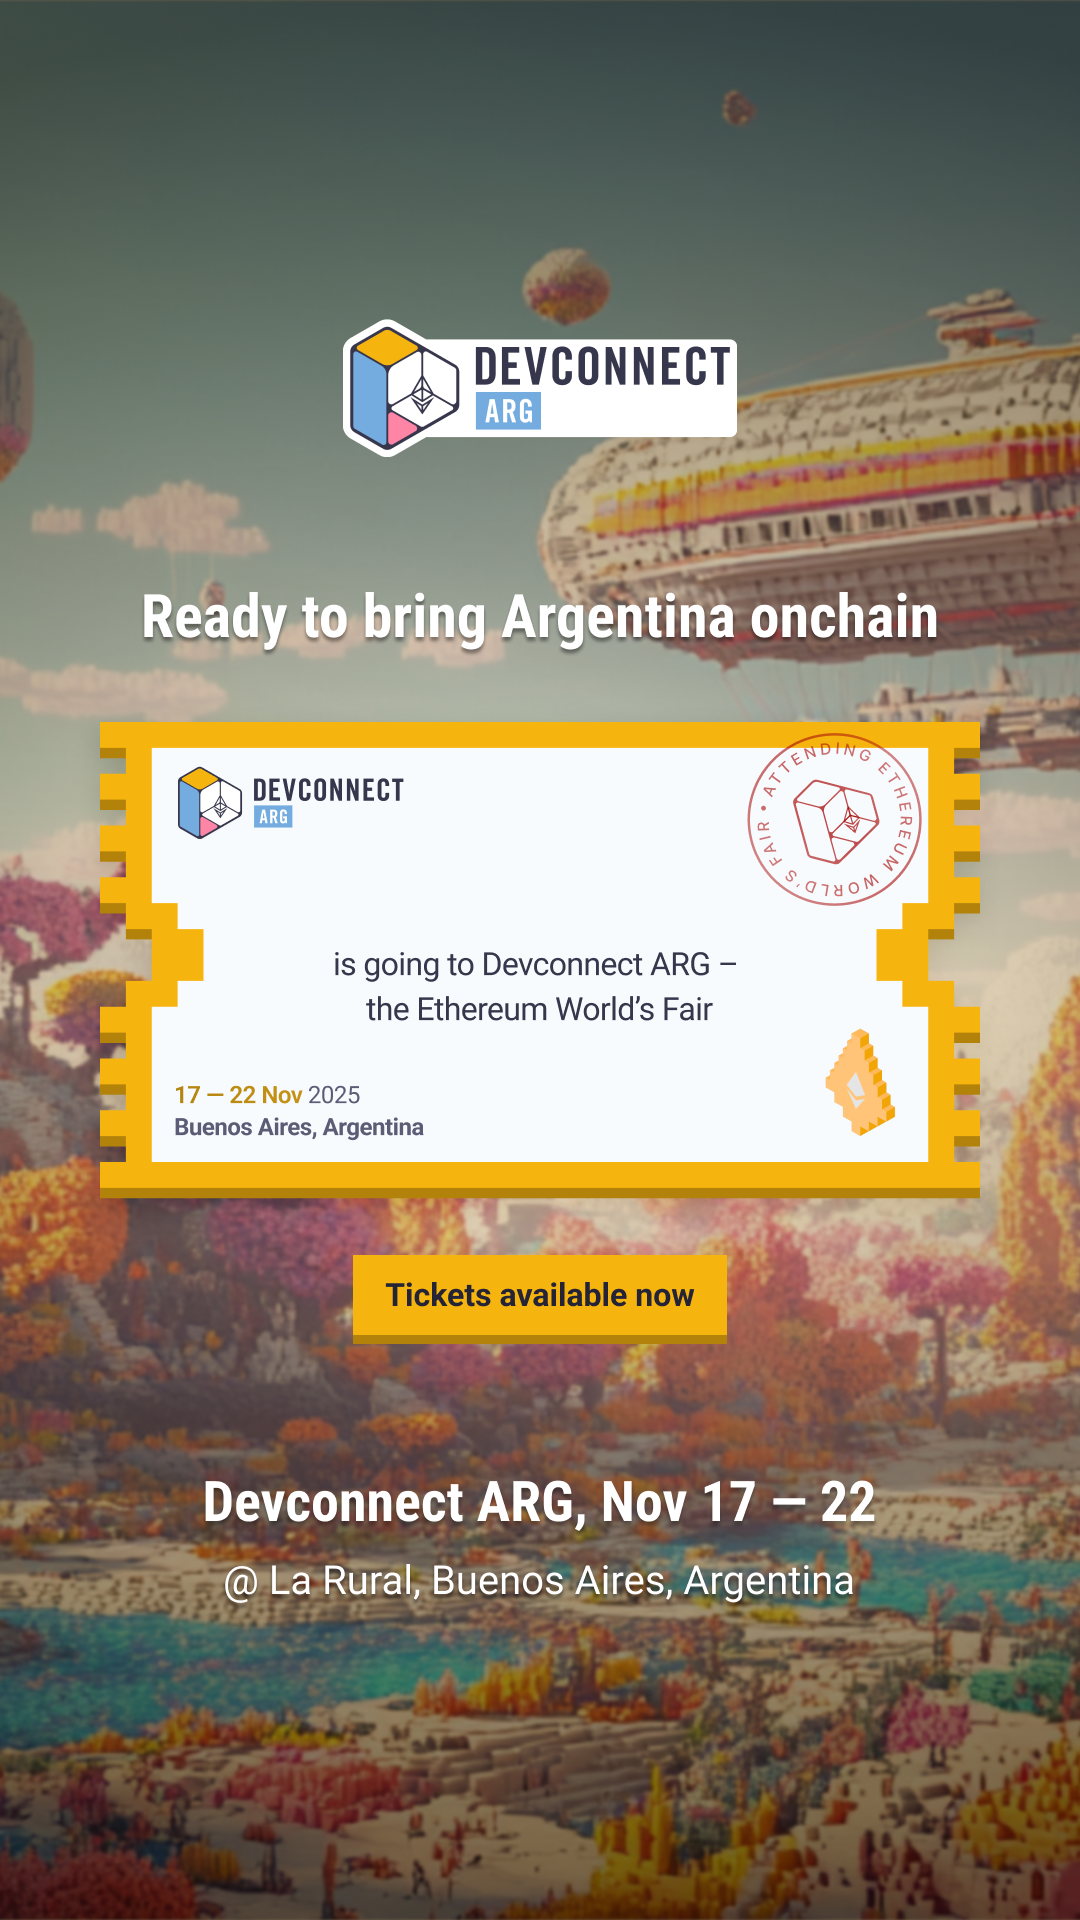 DEVCONNECT
ARG
Ready to bring Argentina onchain
DEVCONNECT
ARG
ATTENDING ETHEREUM WORLD'S FAIR •
is going to Devconnect ARG –
the Ethereum World’s Fair
17 — 22 Nov 2025
Buenos Aires, Argentina
Tickets available now
Devconnect ARG, Nov 17 — 22
@ La Rural, Buenos Aires, Argentina